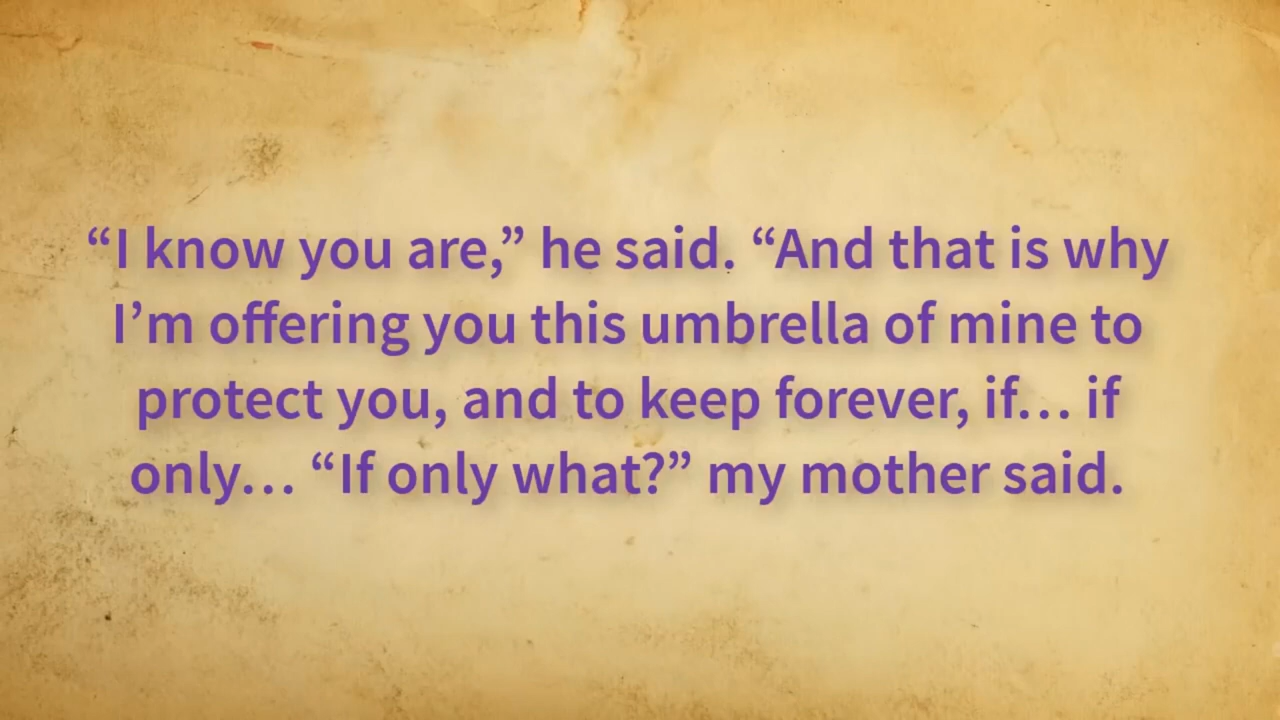 “I know you are,” he said. “And that is why
I’m offering you this umbrella of mine to
protect you, and to keep forever, if… if
only… “If only what?” my mother said.